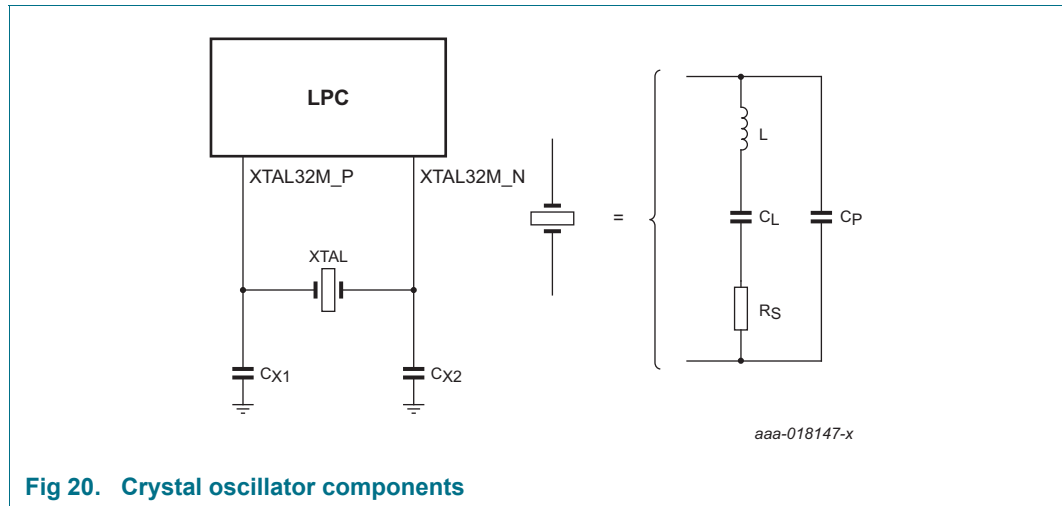 LPC
XTAL32M_P
XTAL32M_N
XTAL
CX1
CX2
=
L
CL
CP
RS
aaa-018147-x
Fig 20. Crystal oscillator components